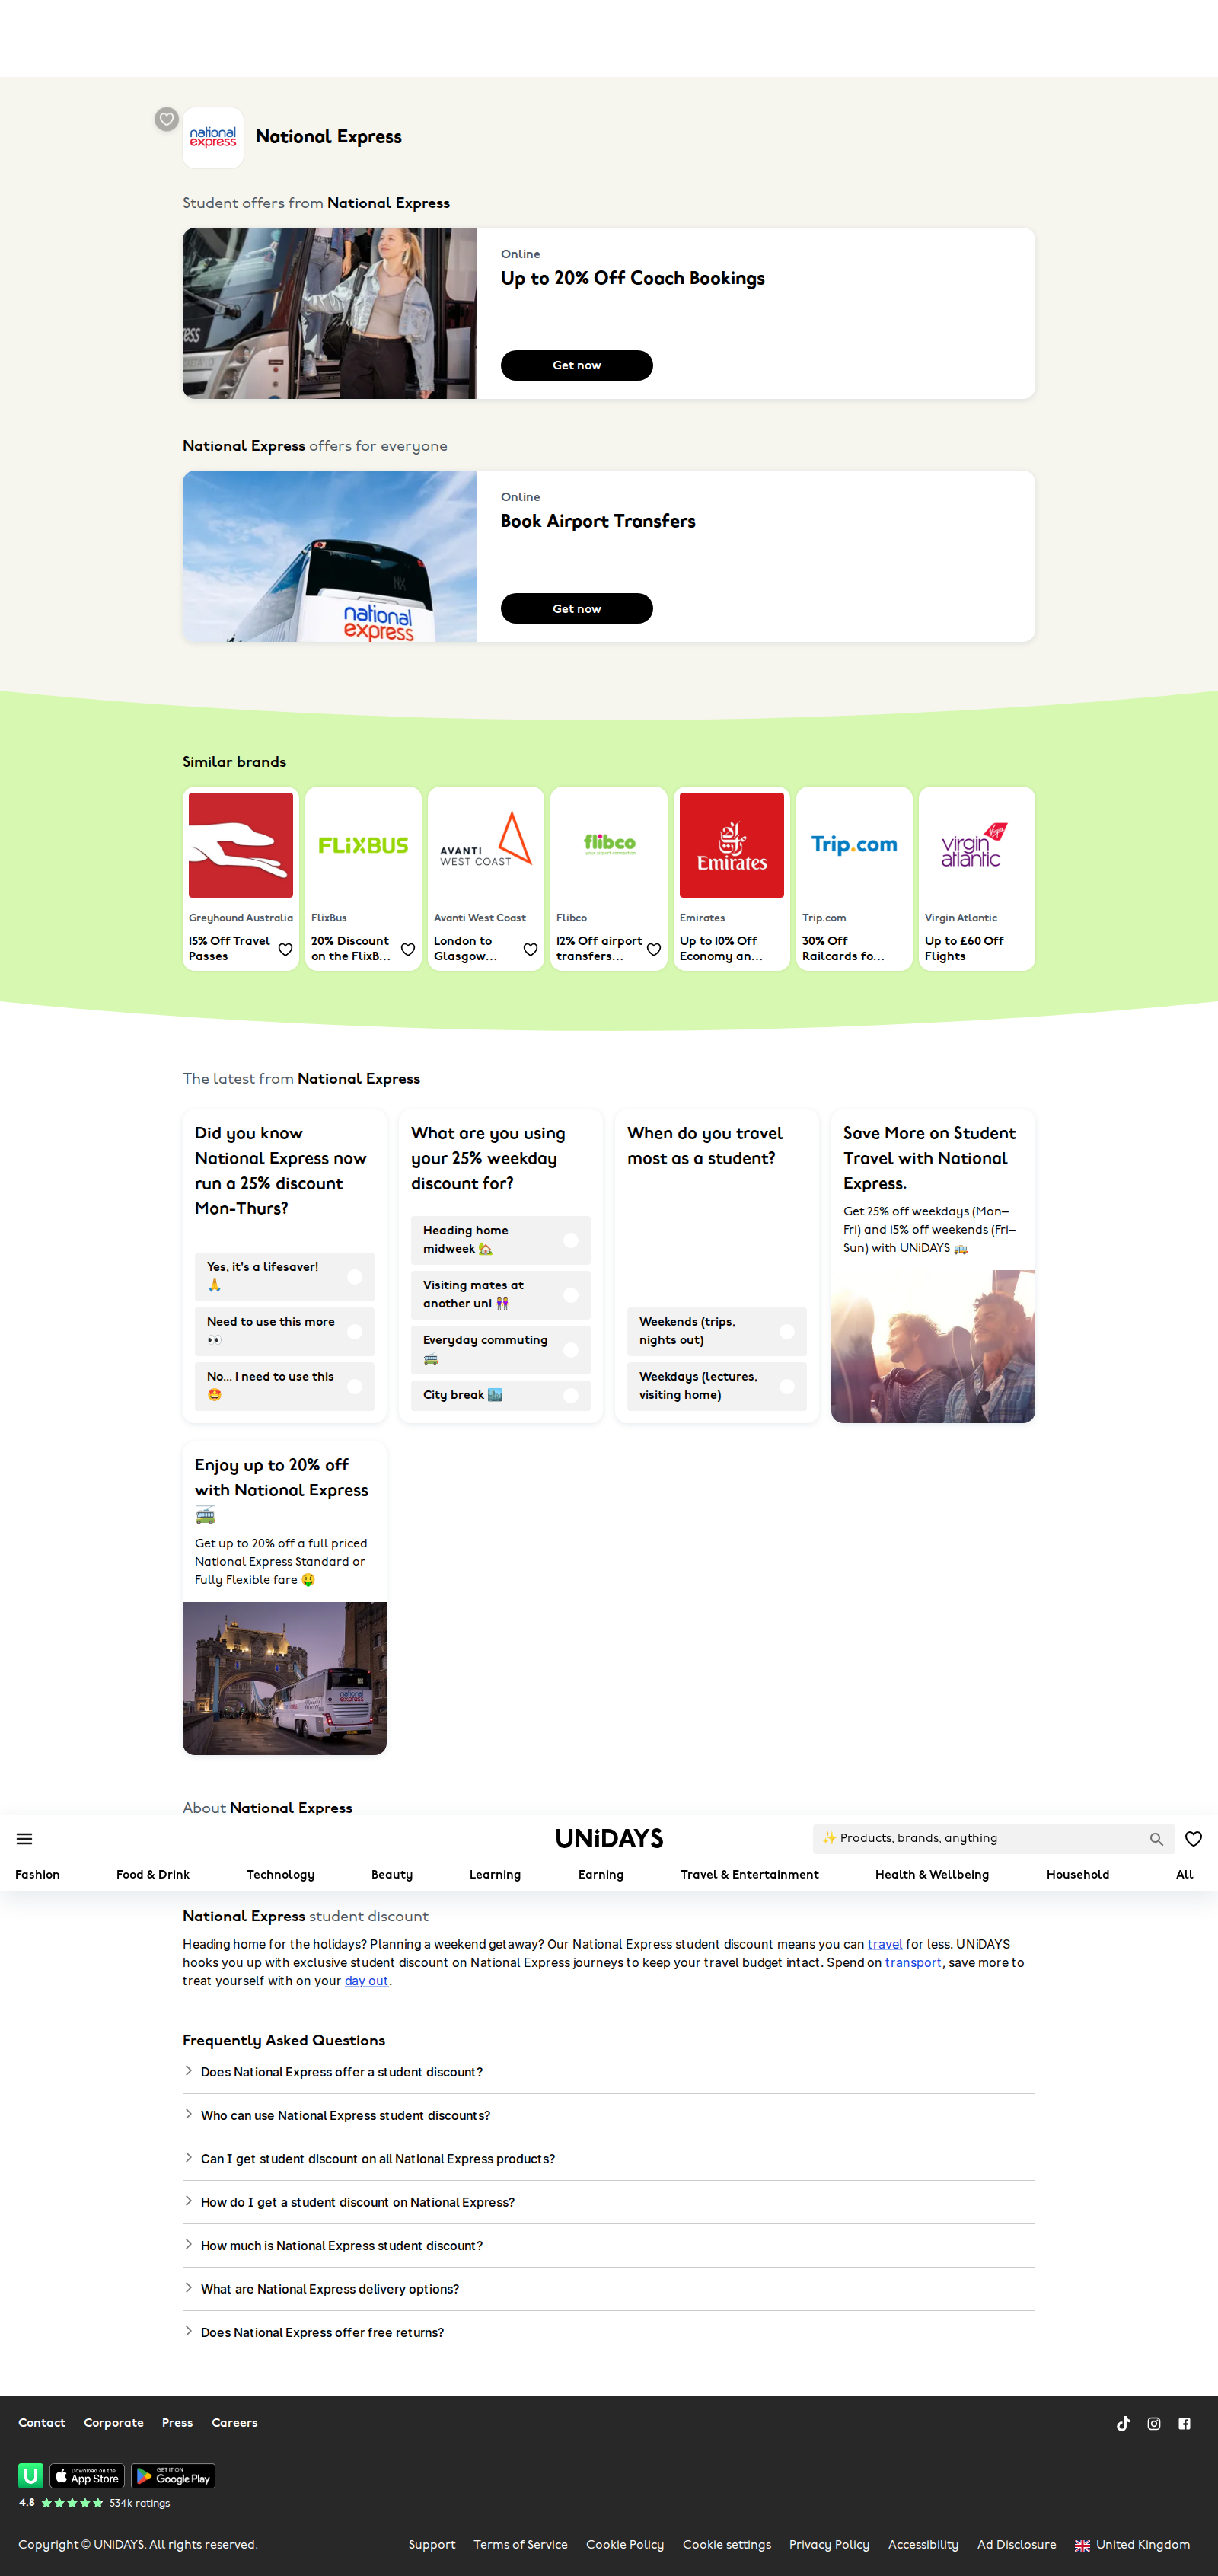 national
express
National Express
Student offers from National Express
Online
Up to 20% Off Coach Bookings
Get now
National Express offers for everyone
NX
national
express
Online
Book Airport Transfers
Get now
Similar brands
FLiXBUS
AVANTI
WEST COAST
flibco
your airport connection
Emirates
Trip.com
virgin
atlantic
Greyhound Australia
15% Off Travel
Passes
FlixBus
20% Discount
on the FlixB...
Avanti West Coast
London to
Glasgow...
Flibco
12% Off airport
transfers...
Emirates
Up to 10% Off
Economy an...
Trip.com
30% Off
Railcards fo...
Virgin Atlantic
Up to £60 Off
Flights
The latest from National Express
Did you know
National Express now
run a 25% discount
Mon-Thurs?
Yes, it's a lifesaver!
🙏
Need to use this more
👀
No... I need to use this
🤩
What are you using
your 25% weekday
discount for?
Heading home
midweek 🏡
Visiting mates at
another uni 👭
Everyday commuting
🚎
City break 🏙️
When do you travel
most as a student?
Weekends (trips,
nights out)
Weekdays (lectures,
visiting home)
Save More on Student
Travel with National
Express.
Get 25% off weekdays (Mon–
Fri) and 15% off weekends (Fri–
Sun) with UNiDAYS 🚌
Enjoy up to 20% off
with National Express
🚎
Get up to 20% off a full priced
National Express Standard or
Fully Flexible fare 🤑
national
express
About National Express
UNiDAYS
✨ Products, brands, anything
Fashion
Food & Drink
Technology
Beauty
Learning
Earning
Travel & Entertainment
Health & Wellbeing
Household
All
National Express student discount
Heading home for the holidays? Planning a weekend getaway? Our National Express student discount means you can travel for less. UNiDAYS
hooks you up with exclusive student discount on National Express journeys to keep your travel budget intact. Spend on transport, save more to
treat yourself with on your day out.
Frequently Asked Questions
Does National Express offer a student discount?
Who can use National Express student discounts?
Can I get student discount on all National Express products?
How do I get a student discount on National Express?
How much is National Express student discount?
What are National Express delivery options?
Does National Express offer free returns?
Contact
Corporate
Press
Careers
U
Download on the
App Store
GET IT ON
Google Play
4.8
534k ratings
Copyright © UNiDAYS. All rights reserved.
Support
Terms of Service
Cookie Policy
Cookie settings
Privacy Policy
Accessibility
Ad Disclosure
United Kingdom